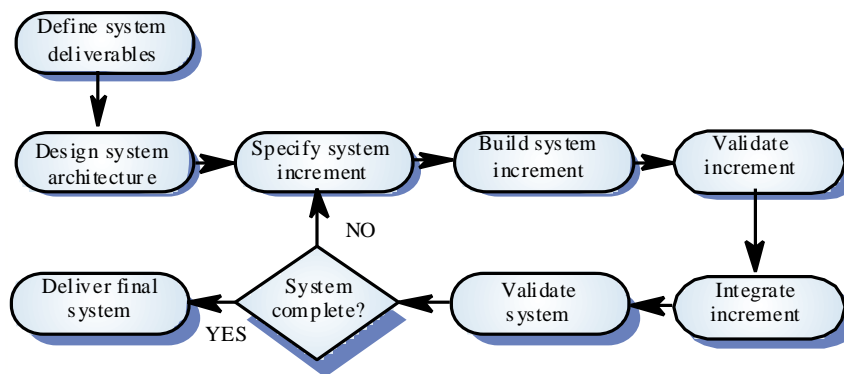 Define system
deliverables
Design system
architecture
Specify system
increment
Build system
increment
Validate
increment
NO
Deliver final
system
YES
System
complete?
Validate
system
Integrate
increment